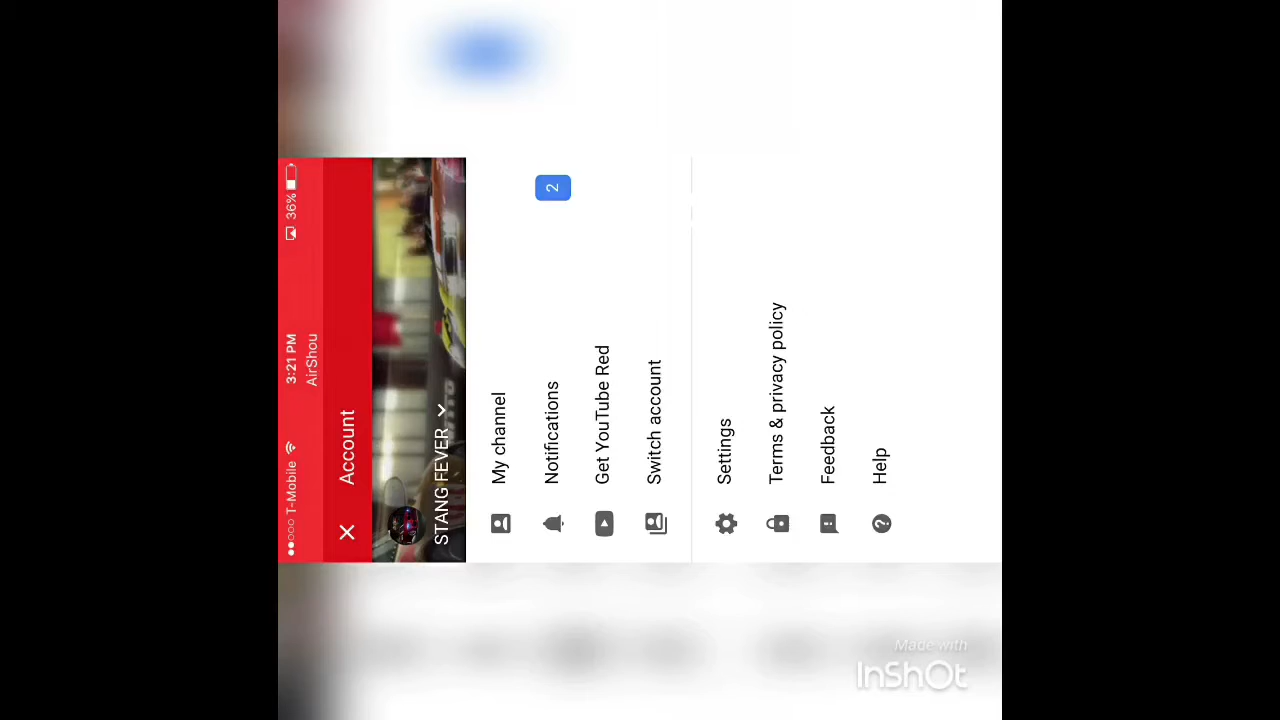 T-Mobile 3:21 PM 36%
AirShou
Account
STANG FEVER
My channel
Notifications 2
Get YouTube Red
Switch account
Settings
Terms & privacy policy
Feedback
Help
Made with
InShOt